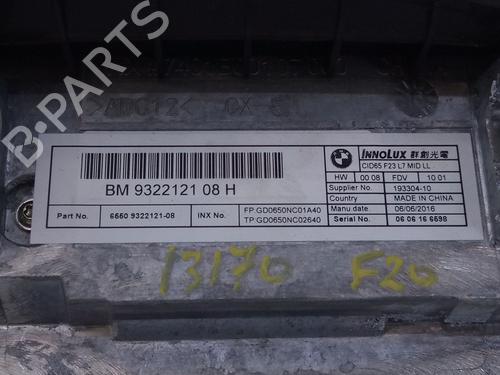 >ADC12<
BM 9322121 08 H
Part No. 6550 9322121-08 INX No. FP:GD0650NC01A40
TP:GD0650NC02640
INNOLUX 群創光電
CID65 F23 L7 MID LL
HW 00 08 FDV 10 01
Supplier No. 193304-10
Country MADE IN CHINA
Manu date 06/06/2016
Serial No. 06 06 16 6598
13170 F20
B-PARTS